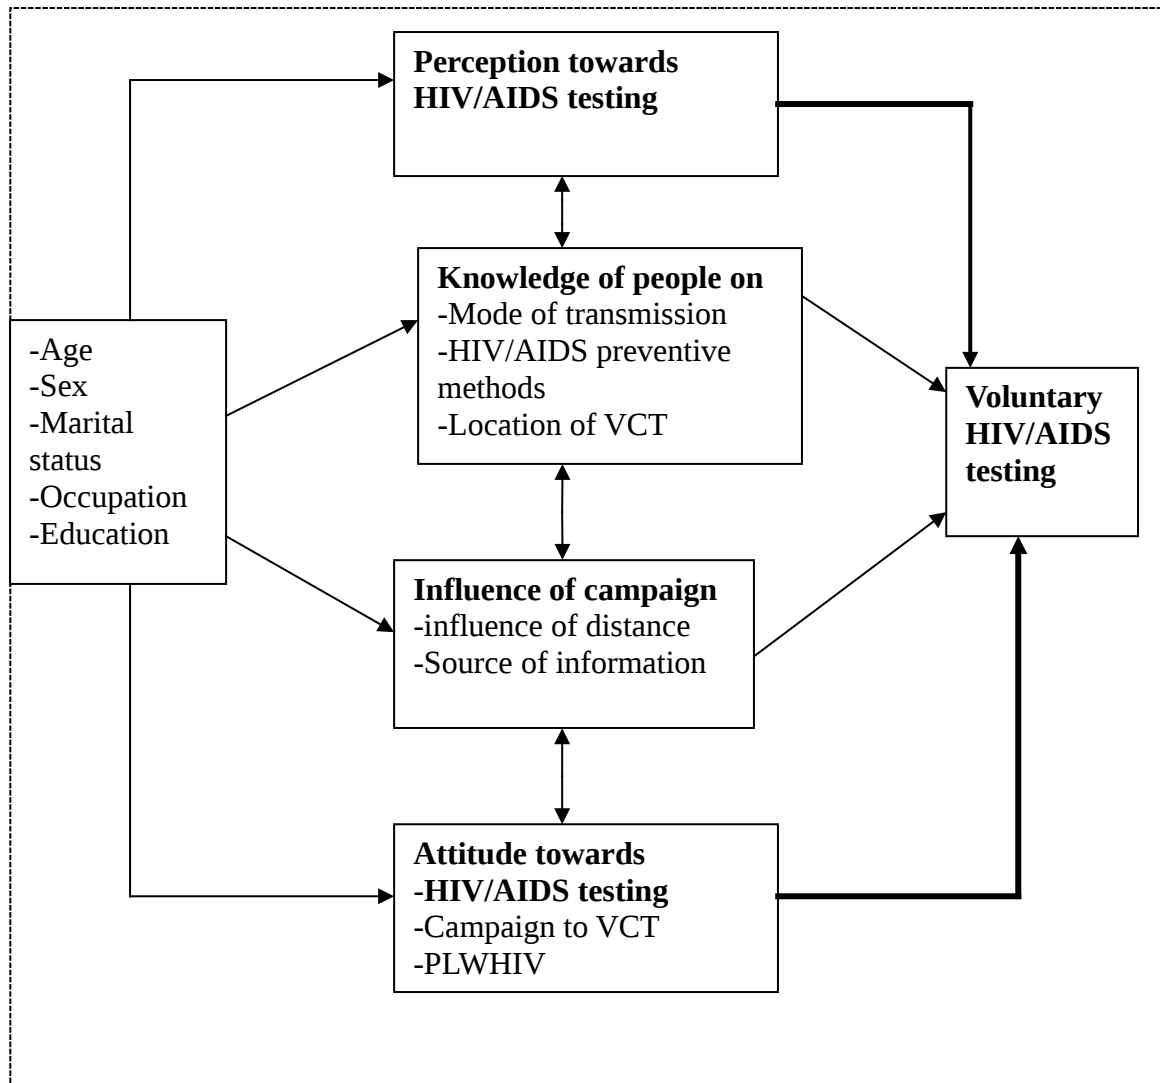 Perception towards
HIV/AIDS testing
Knowledge of people on
-Mode of transmission
-HIV/AIDS preventive
methods
-Location of VCT
-Age
-Sex
-Marital
status
-Occupation
-Education
Voluntary
HIV/AIDS
testing
Influence of campaign
-influence of distance
-Source of information
Attitude towards
-HIV/AIDS testing
-Campaign to VCT
-PLWHIV